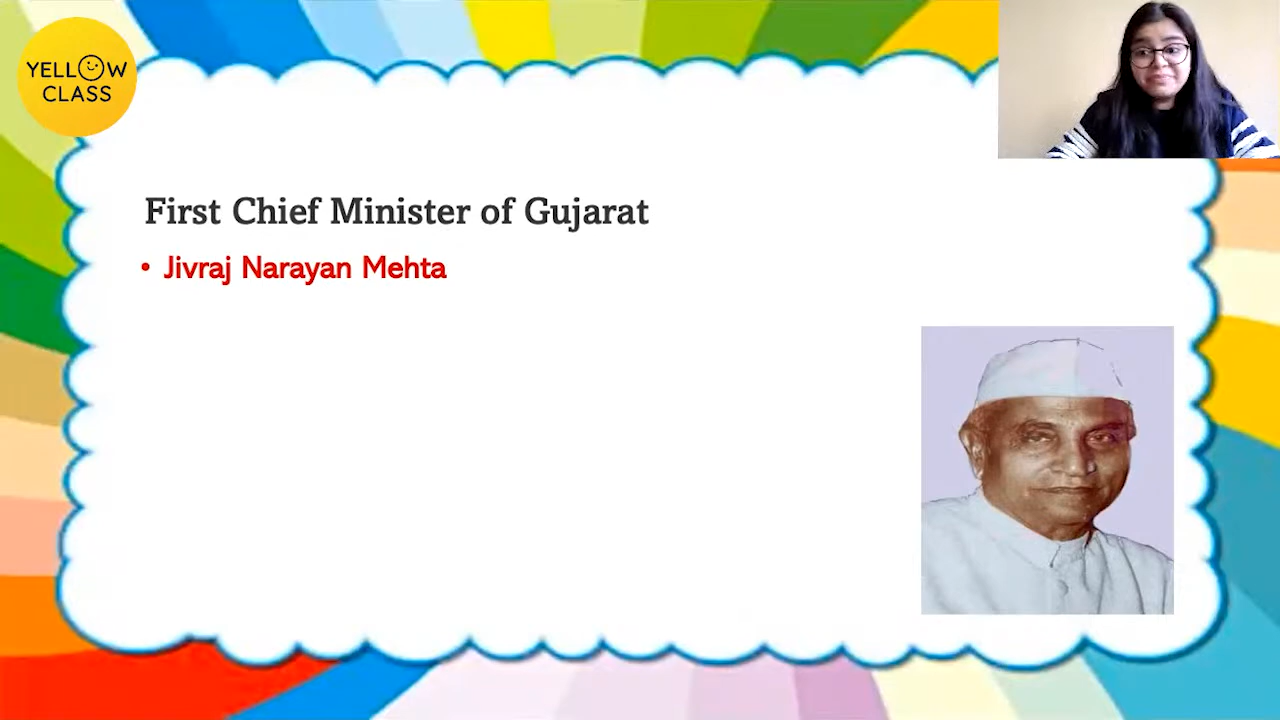 YELLOW
CLASS
First Chief Minister of Gujarat
• Jivraj Narayan Mehta